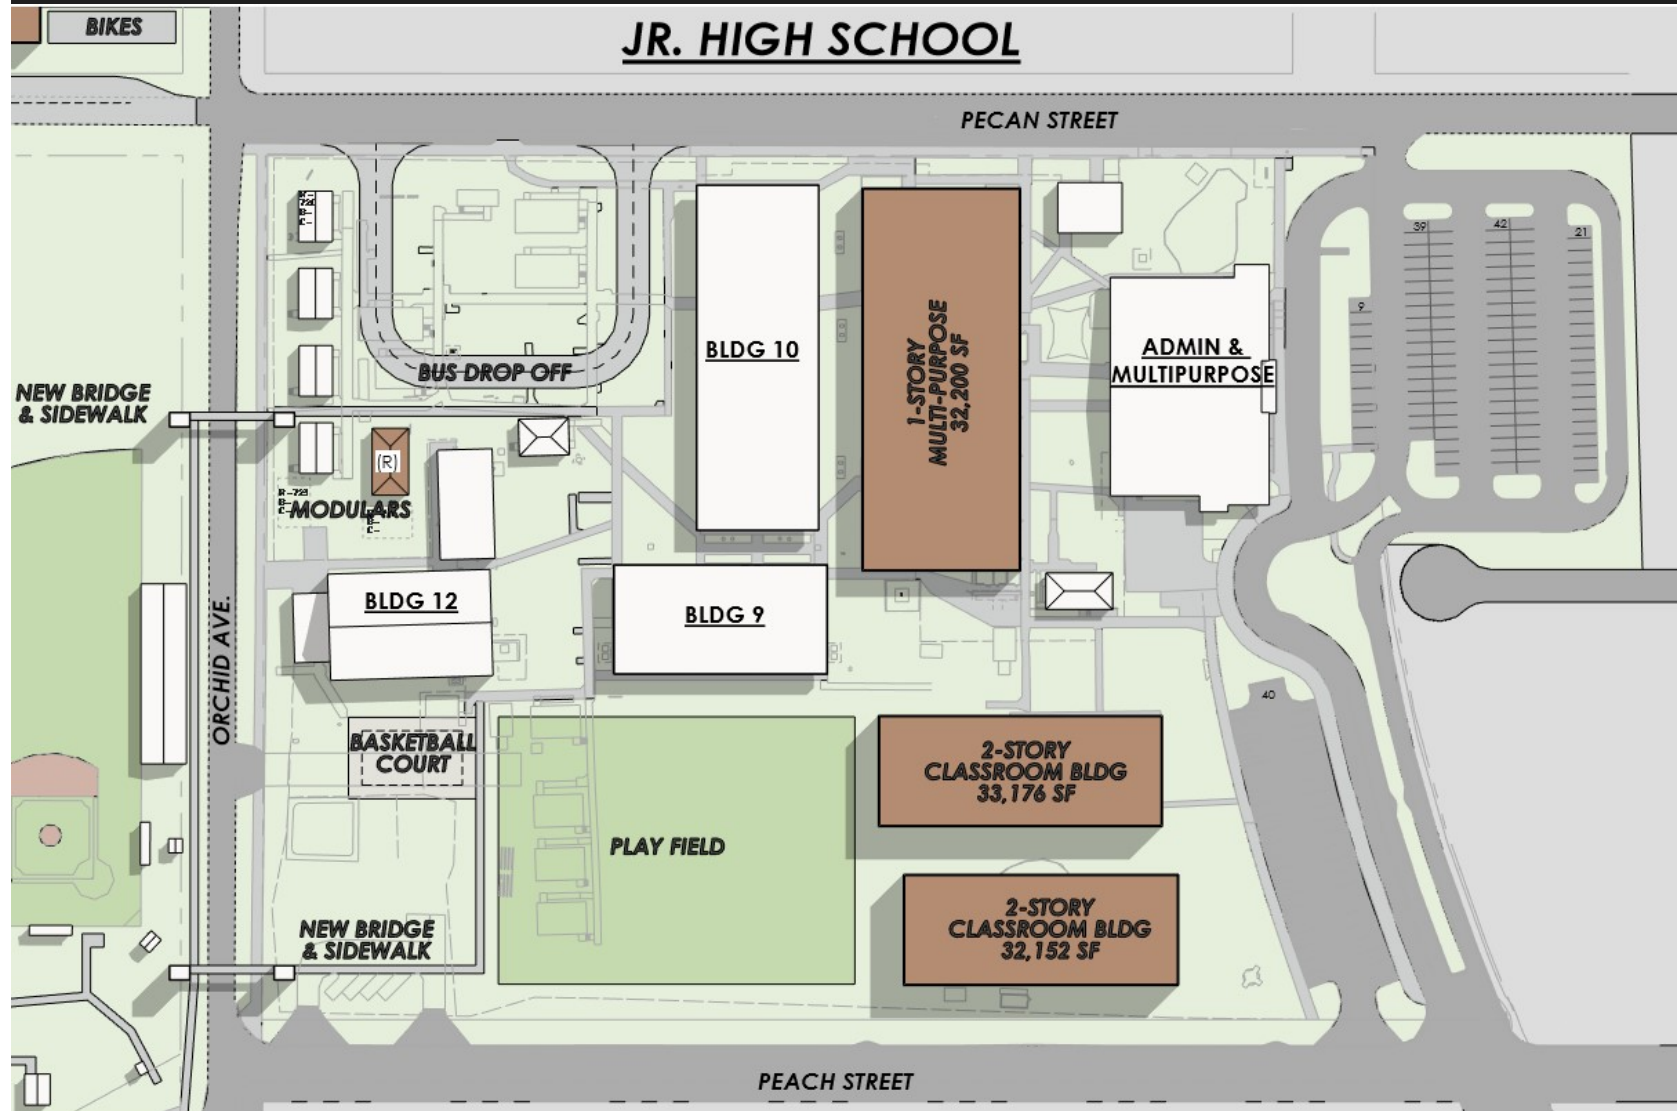 BIKES
JR. HIGH SCHOOL
PECAN STREET
39
42
21
9
BLDG 10
1-STORY
MULTI-PURPOSE
32,200 SF
ADMIN &
MULTIPURPOSE
BUS DROP OFF
NEW BRIDGE
& SIDEWALK
(R)
MODULARS
BLDG 12
BLDG 9
ORCHID AVE.
40
BASKETBALL
COURT
2-STORY
CLASSROOM BLDG
33,176 SF
PLAY FIELD
2-STORY
CLASSROOM BLDG
32,152 SF
NEW BRIDGE
& SIDEWALK
PEACH STREET